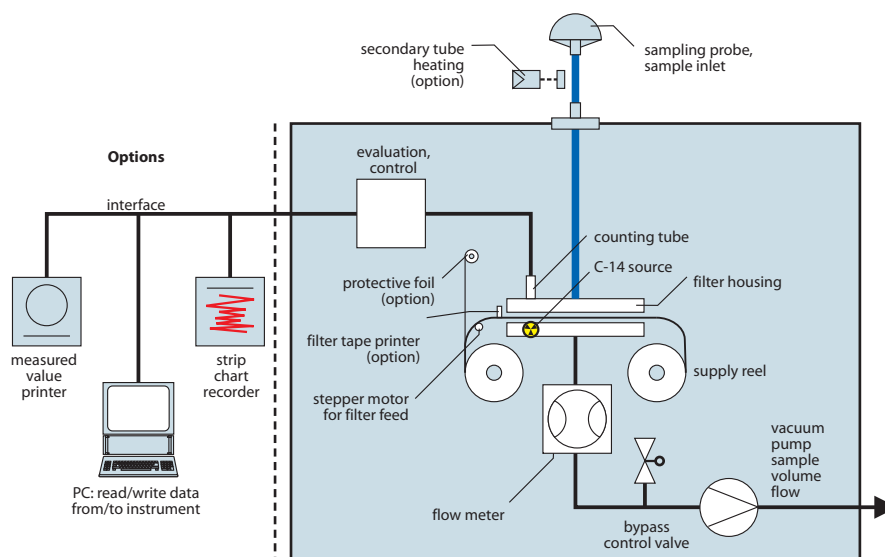 secondary tube
heating
(option)
sampling probe,
sample inlet
Options
evaluation,
control
interface
counting tube
C-14 source
protective foil
(option)
filter housing
filter tape printer
(option)
measured
value
printer
strip
chart
recorder
stepper motor
for filter feed
supply reel
PC: read/write data
from/to instrument
flow meter
bypass
control valve
vacuum
pump
sample
volume
flow